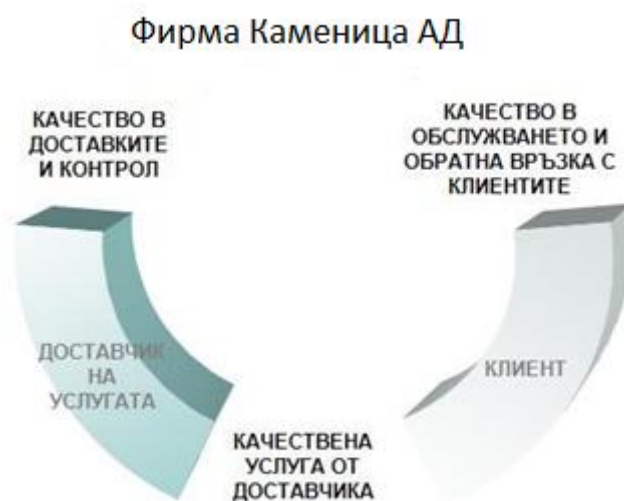 Фирма Каменица АД
КАЧЕСТВО В
ДОСТАВКИТЕ
И КОНТРОЛ
КАЧЕСТВО В
ОБСЛУЖВАНЕТО И
ОБРАТНА ВРЪЗКА С
КЛИЕНТИТЕ
ДОСТАВЧИК
НА
УСЛУГАТА
КЛИЕНТ
КАЧЕСТВЕНА
УСЛУГА ОТ
ДОСТАВЧИКА